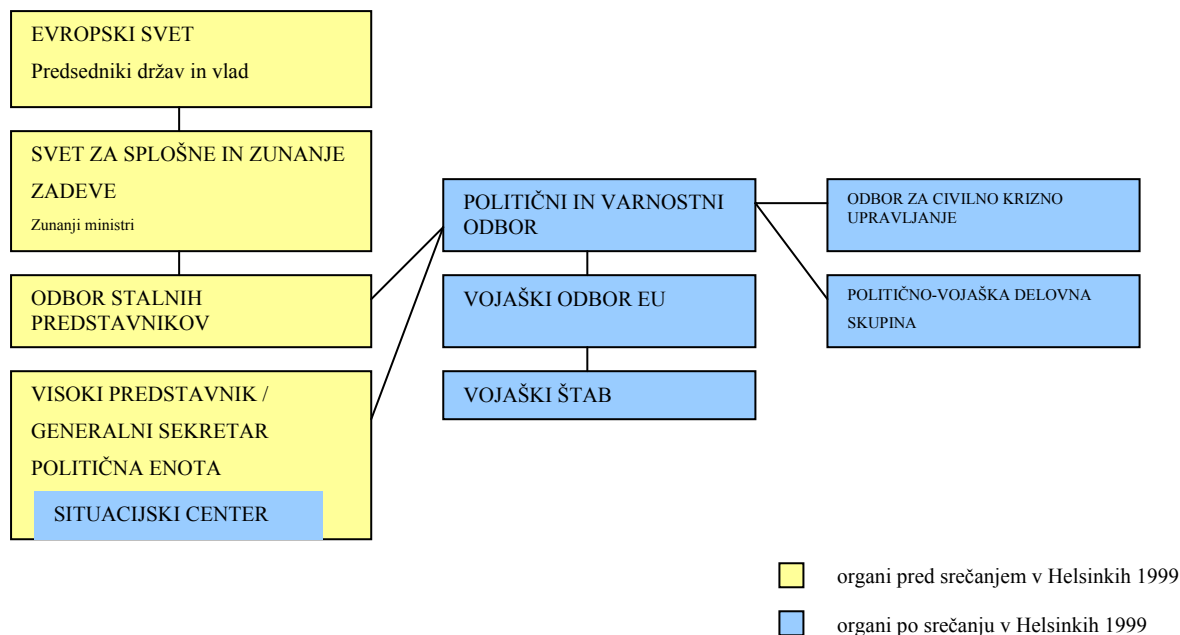 EVROPSKI SVET
Predsedniki držav in vlad
SVET ZA SPLOŠNE IN ZUNANJE
ZADEVE
Zunanji ministri
ODBOR STALNIH
PREDSTAVNIKOV
VISOKI PREDSTAVNIK /
GENERALNI SEKRETAR
POLITIČNA ENOTA
SITUACIJSKI CENTER
POLITIČNI IN VARNOSTNI
ODBOR
VOJAŠKI ODBOR EU
VOJAŠKI ŠTAB
ODBOR ZA CIVILNO KRIZNO
UPRAVLJANJE
POLITIČNO-VOJAŠKA DELOVNA
SKUPINA
organi pred srečanjem v Helsinkih 1999
organi po srečanju v Helsinkih 1999